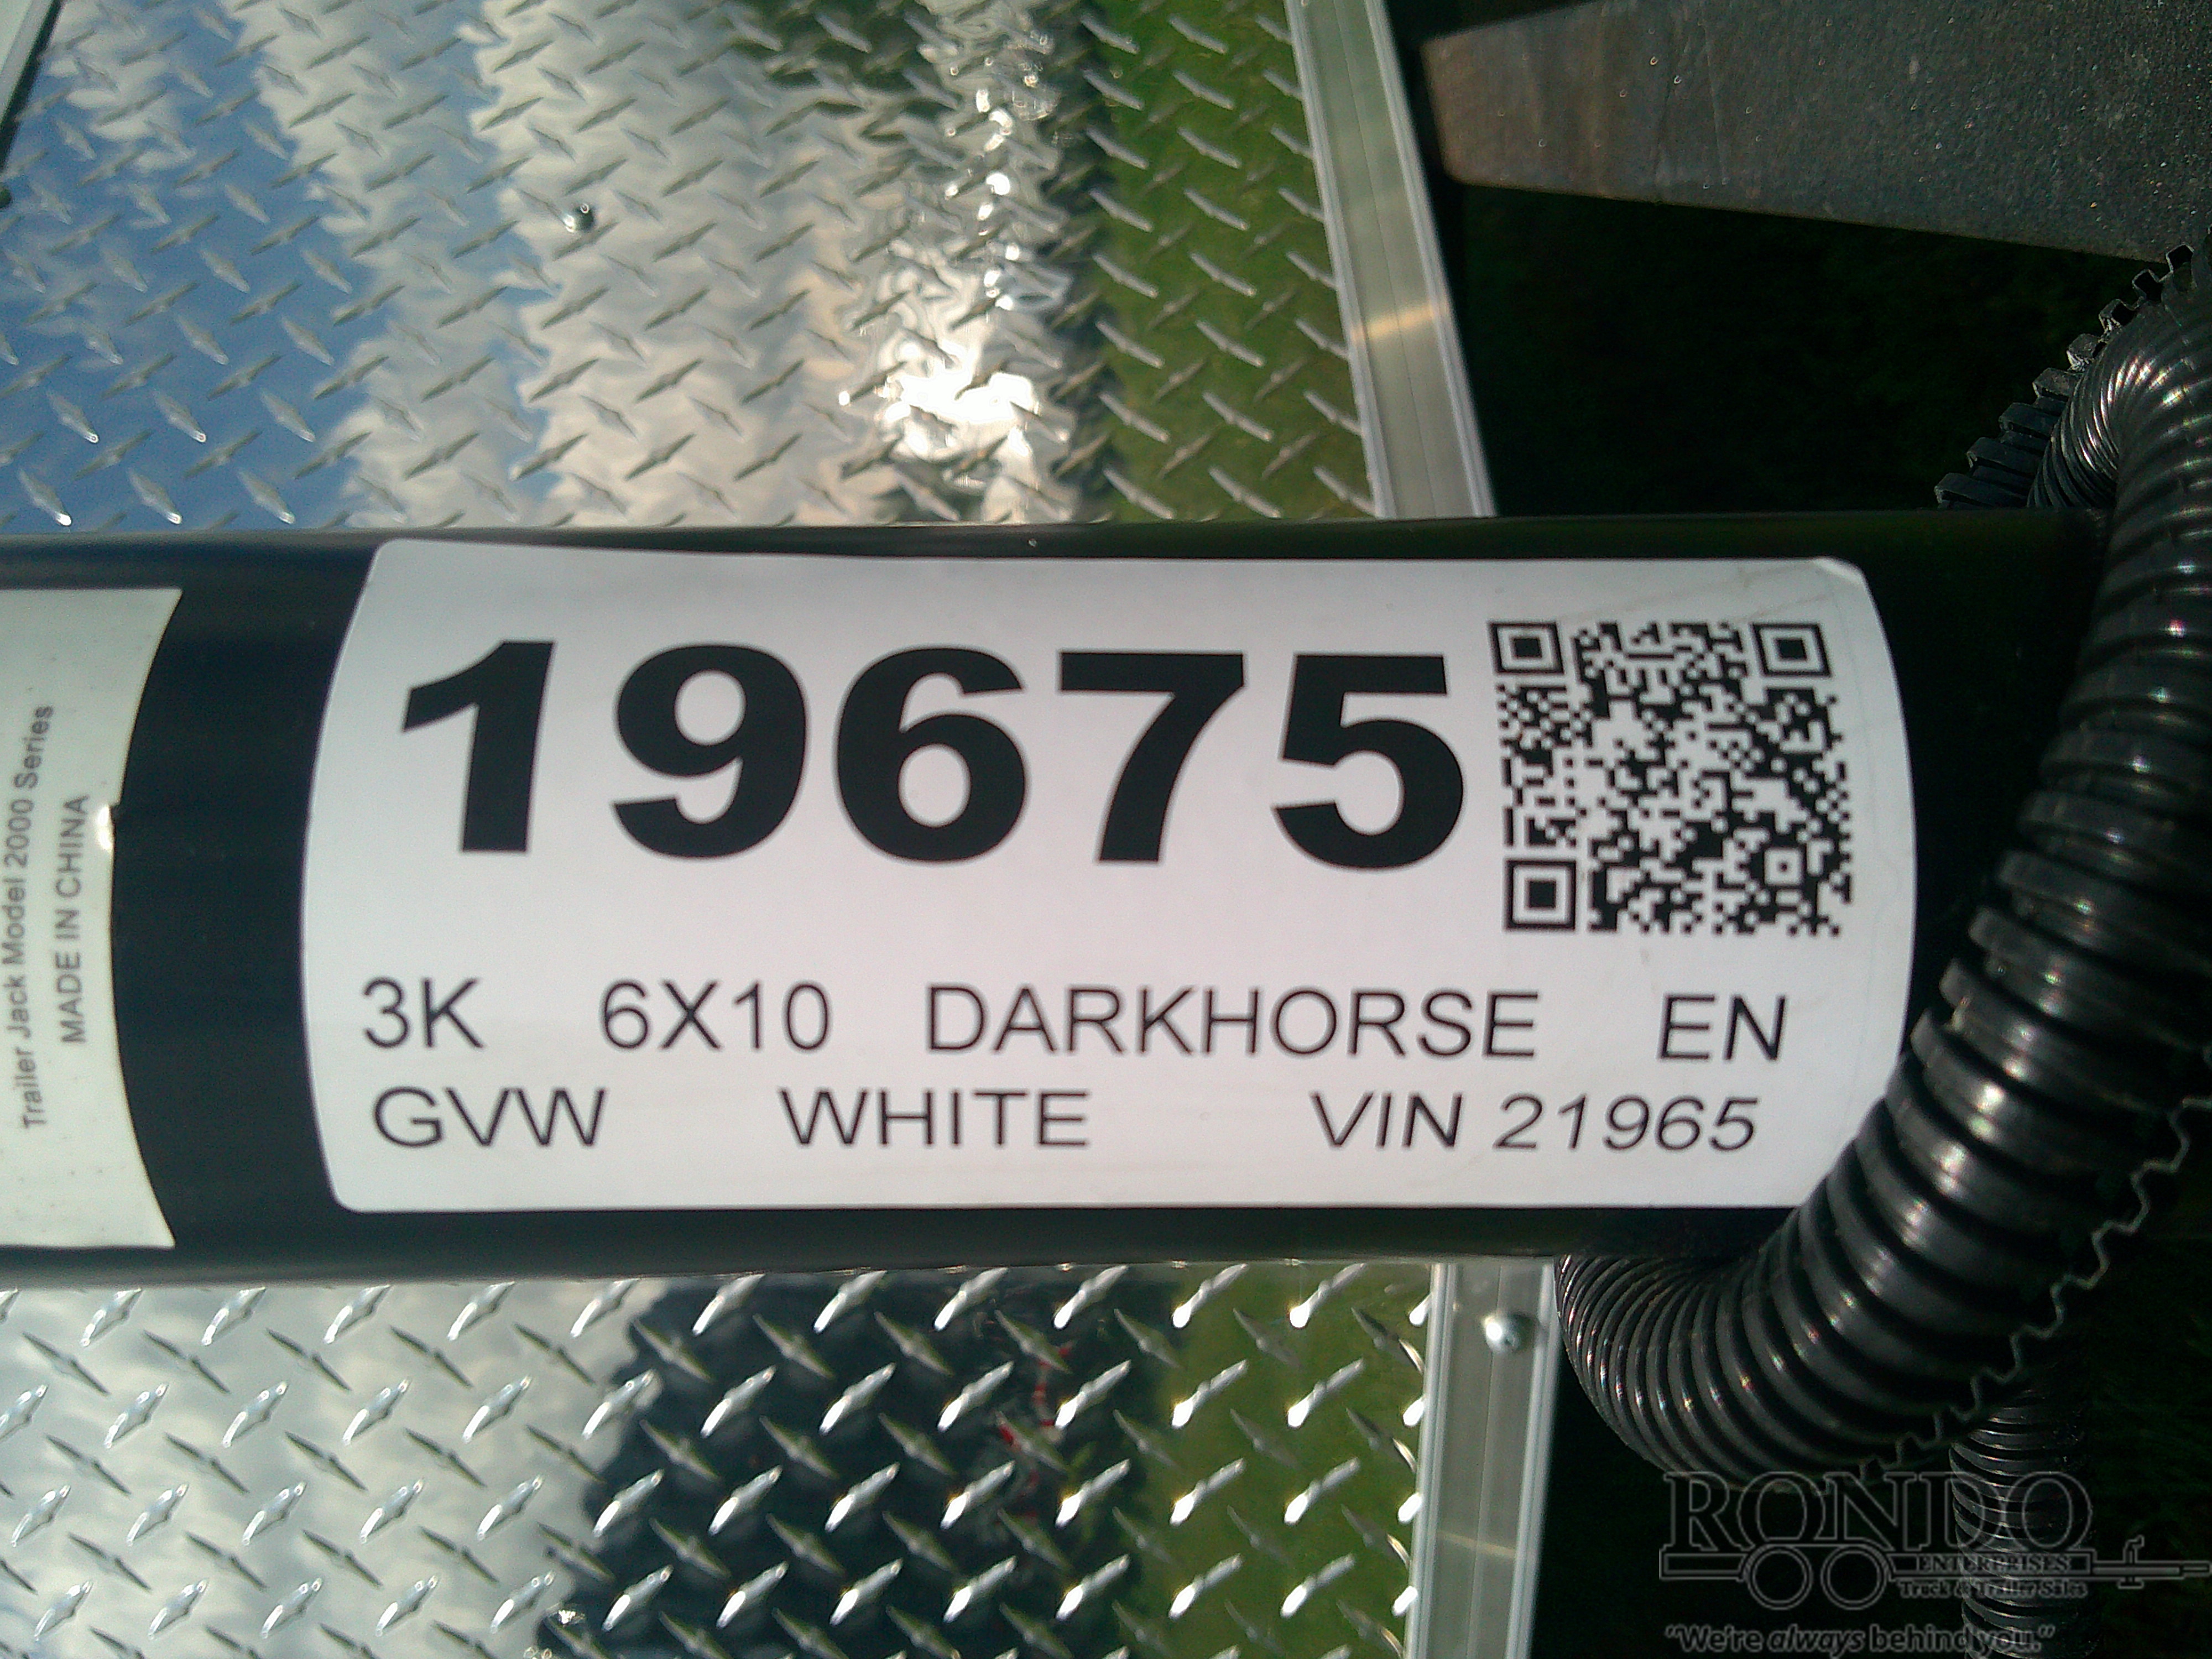 19675
3K 6X10 DARKHORSE EN
GVW WHITE VIN 21965
Trailer Jack Model 2000 Series
MADE IN CHINA
RONDO
ENTERPRISES
Truck & Trailer Sales
"We're always behind you."